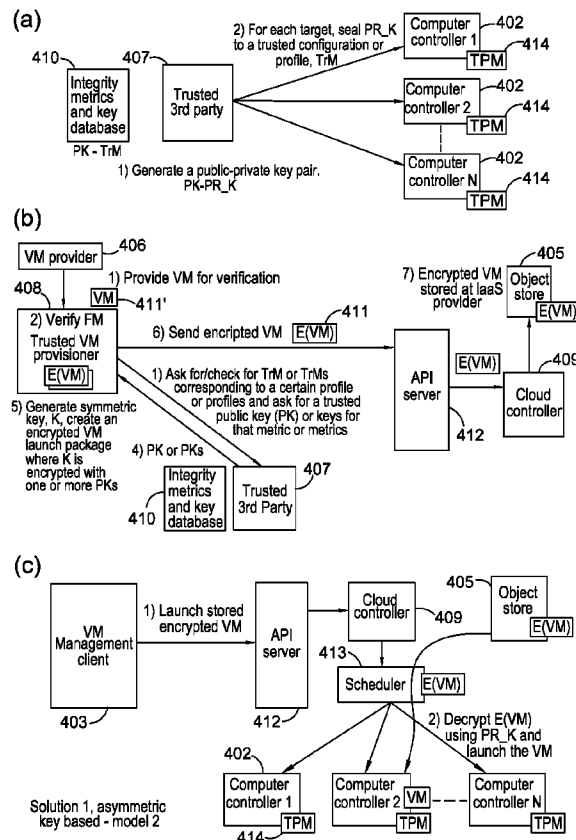 (a)
410
Integrity
metrics
and key
database
PK - TrM
407
Trusted
3rd party
2) For each target, seal PR_K
to a trusted configuration or
profile, TrM
1) Generate a public-private key pair.
PK-PR_K
Computer
controller 1
402
TPM
414
Computer
controller 2
402
TPM
414
Computer
controller N
402
TPM
414
(b)
VM provider
406
408
1) Provide VM for verification
VM
411'
2) Verify FM
Trusted VM
provisioner
E(VM)
6) Send encripted VM
E(VM)
411
1) Ask for/check for TrM or TrMs
corresponding to a certain profile
or profiles and ask for a trusted
public key (PK) or keys for
that metric or metrics
5) Generate symmetric
key, K, create an
encrypted VM
launch package
where K is
encrypted with
one or more PKs
4) PK or PKs
410
Integrity
metrics
and key
database
Trusted
3rd Party
407
7) Encrypted VM
stored at IaaS
provider
405
Object
store
E(VM)
API
server
412
E(VM)
Cloud
controller
409
(c)
VM
Management
client
403
1) Launch stored
encrypted VM
API
server
412
Cloud
controller
409
405
Object
store
E(VM)
413
Scheduler
E(VM)
2) Decrypt E(VM)
using PR_K and
launch the VM
402
Computer
controller 1
TPM
414
Computer
controller 2
VM
TPM
Computer
controller N
TPM
Solution 1, asymmetric
key based - model 2